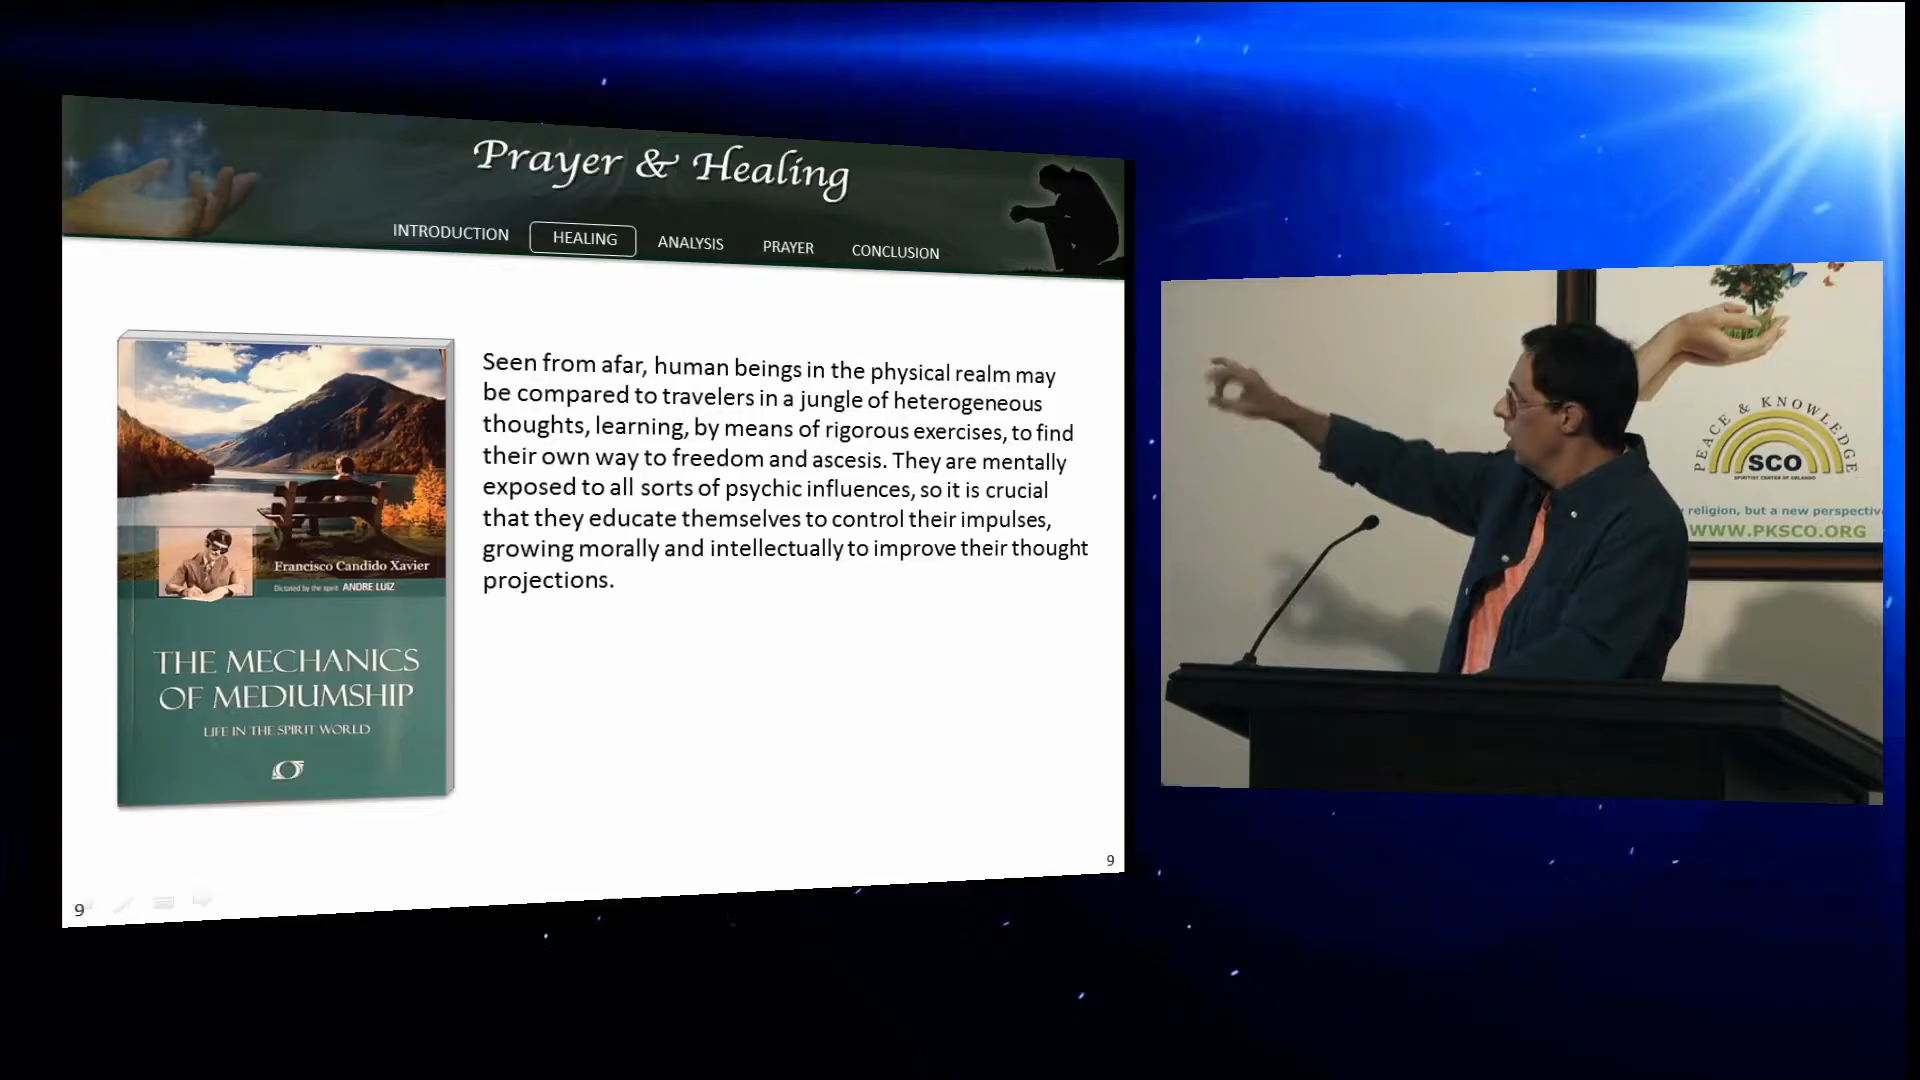 Prayer & Healing
INTRODUCTION HEALING ANALYSIS PRAYER CONCLUSION
Seen from afar, human beings in the physical realm may
be compared to travelers in a jungle of heterogeneous
thoughts, learning, by means of rigorous exercises, to find
their own way to freedom and ascesis. They are mentally
exposed to all sorts of psychic influences, so it is crucial
that they educate themselves to control their impulses,
growing morally and intellectually to improve their thought
projections.
Francisco Candido Xavier
Dictated by the spirit ANDRE LUIZ
THE MECHANICS
OF MEDIUMSHIP
LIFE IN THE SPIRIT WORLD
9
9
PEACE & KNOWLEDGE
SCO
SPIRITIST CENTER OF ORLANDO
religion, but a new perspective
WWW.PKSCO.ORG